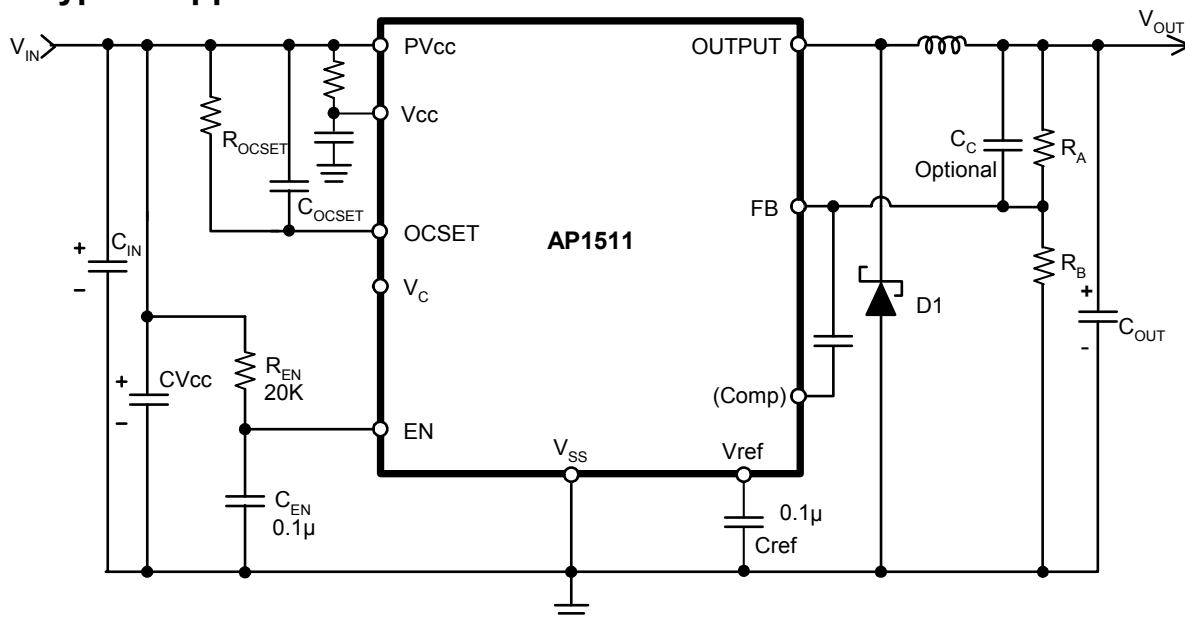 V_IN
PVcc
OUTPUT
V_OUT
Vcc
R_OCSET
C_OCSET
C_C
Optional
R_A
FB
OCSET
AP1511
+
C_IN
−
V_C
R_B
D1
+
C_OUT
-
R_EN
20K
+
CVcc
−
(Comp)
EN
V_SS
Vref
C_EN
0.1µ
0.1µ
Cref